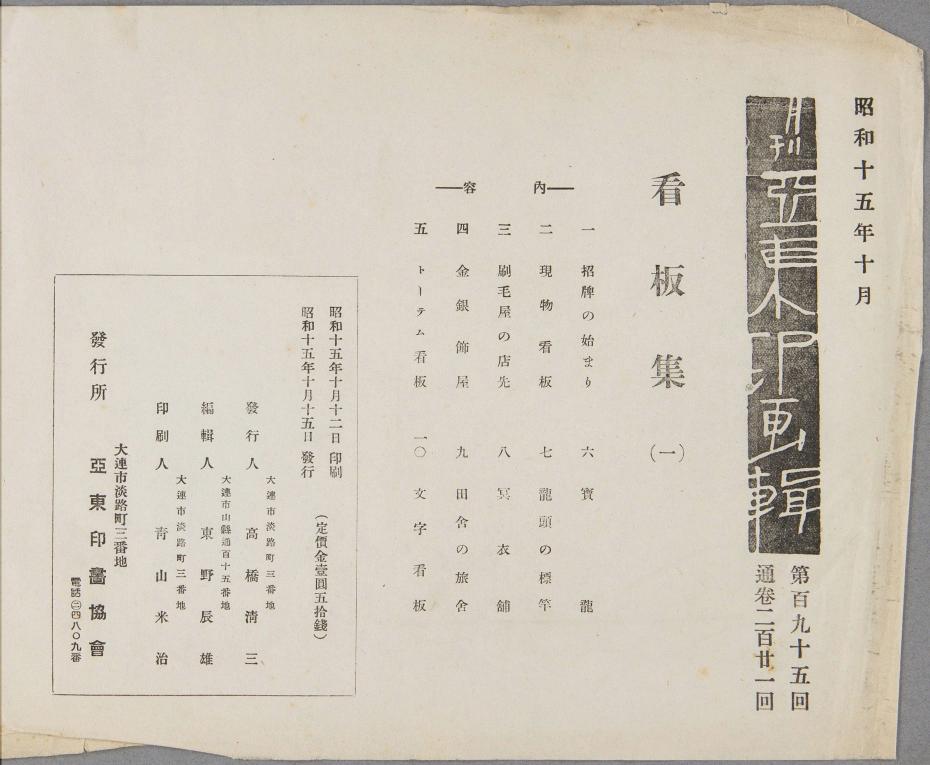 昭和十五年十月
月刊 亞東印画輯
第百九十五回
通卷二百廿一回
看板集(一)
内容
一 招牌の始まり 六 寶龍
二 現物看板 七 龍頭の標竿
三 刷毛屋の店先 八 冥衣舖
四 金銀飾屋 九 田舎の旅舎
五 トーテム看板 一〇 文字看板
昭和十五年十月十二日 印刷
昭和十五年十月十五日 發行
(定價金壹圓五拾錢)
大連市淡路町三番地
發行人 高橋淸三
大連市山縣通百十五番地
編輯人 東野辰雄
大連市淡路町三番地
印刷人 靑山米治
大連市淡路町三番地
發行所 亞東印畫協會
電話②四八〇九番